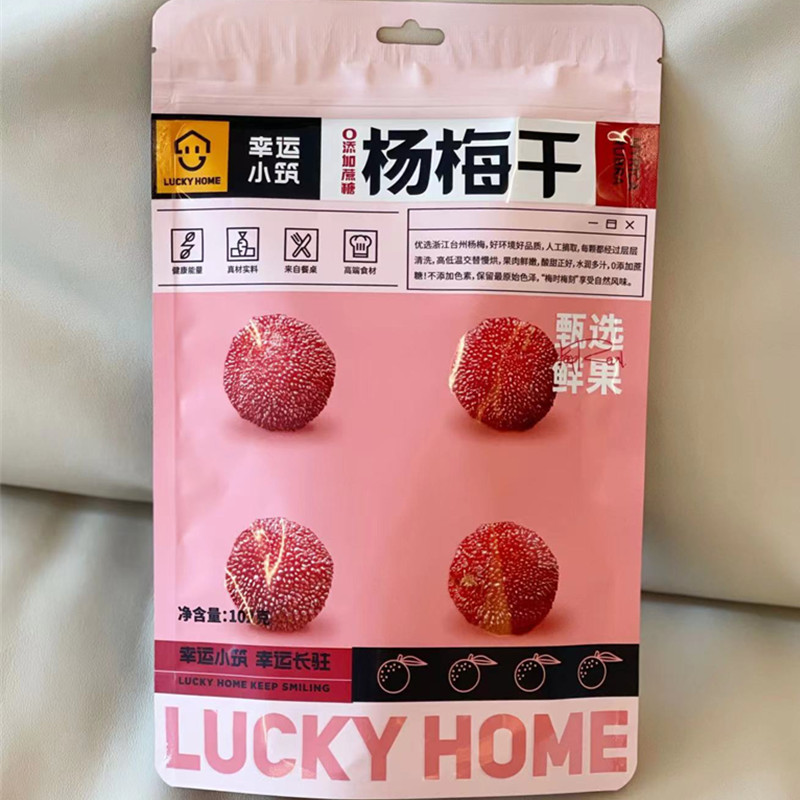 LUCKY HOME
幸运
小筑
0添加蔗糖
杨梅干
健康能量
真材实料
来自餐桌
高端食材
优选浙江台州杨梅,好环境好品质,人工摘取,每颗都经过层层
清洗,高低温交替慢烘,果肉鲜嫩,酸甜正好,水润多汁,0添加蔗
糖!不添加色素,保留最原始色泽,“梅时梅刻”享受自然风味。
甄选
鲜果
净含量:
幸运小筑 幸运长驻
LUCKY HOME KEEP SMILING
LUCKY HOME